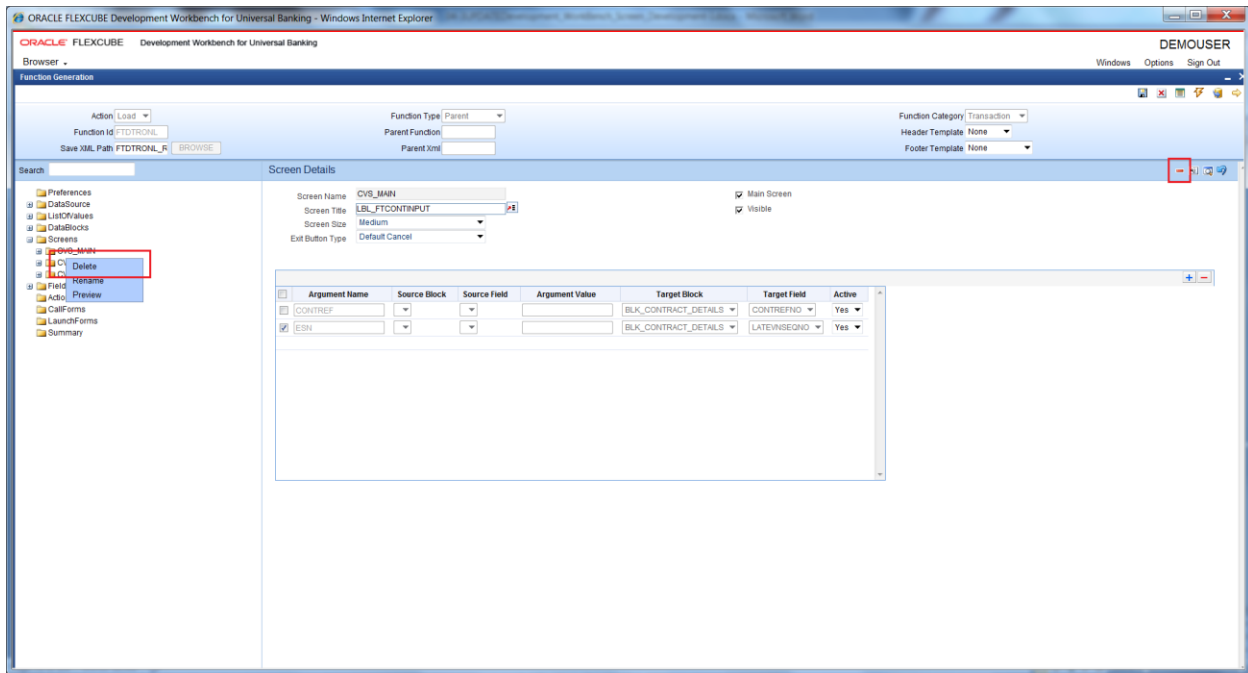 ORACLE FLEXCUBE Development Workbench for Universal Banking - Windows Internet Explorer
ORACLE FLEXCUBE Development Workbench for Universal Banking DEMOUSER
Browser Windows Options Sign Out
Function Generation
Action Load Function Type Parent Function Category Transaction
Function Id FTDTRONL Parent Function Header Template None
Save XML Path FTDTRONL_R BROWSE Parent Xml Footer Template None
Search Screen Details
Preferences
DataSource
ListOfValues
DataBlocks
Screens
CVS_MAIN
Delete
Rename
Preview
Field
Actio
CallForms
LaunchForms
Summary
Screen Name CVS_MAIN Main Screen
Screen Title LBL_FTCONTINPUT Visible
Screen Size Medium
Exit Button Type Default Cancel
Argument Name Source Block Source Field Argument Value Target Block Target Field Active
CONTREF BLK_CONTRACT_DETAILS CONTREFNO Yes
ESN BLK_CONTRACT_DETAILS LATEVNSEQNO Yes